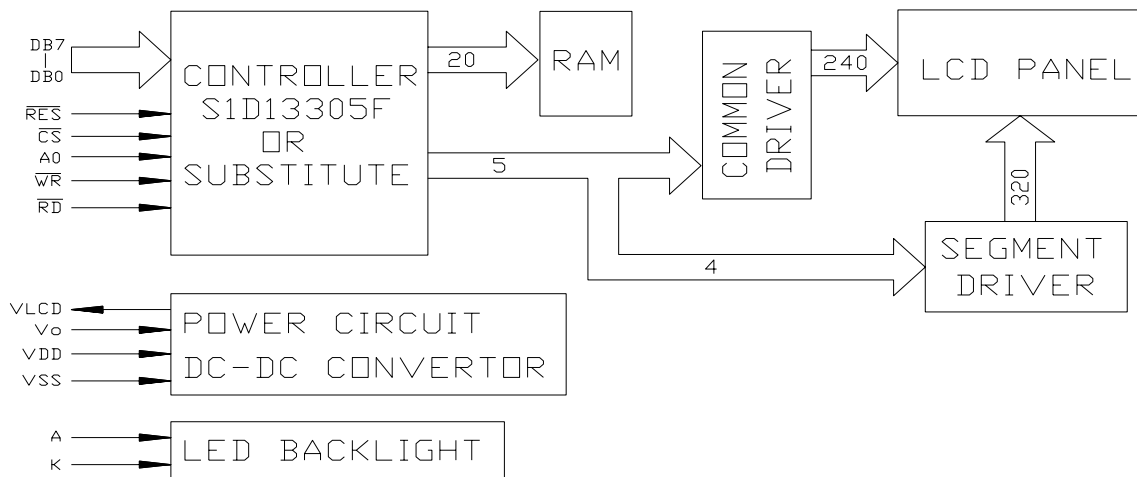 DB7
DB0
RES
CS
A0
WR
RD
CONTROLLER
S1D13305F
OR
SUBSTITUTE
20
RAM
5
COMMON
DRIVER
240
LCD PANEL
320
4
SEGMENT
DRIVER
VLCD
Vo
VDD
VSS
POWER CIRCUIT
DC-DC CONVERTOR
A
K
LED BACKLIGHT